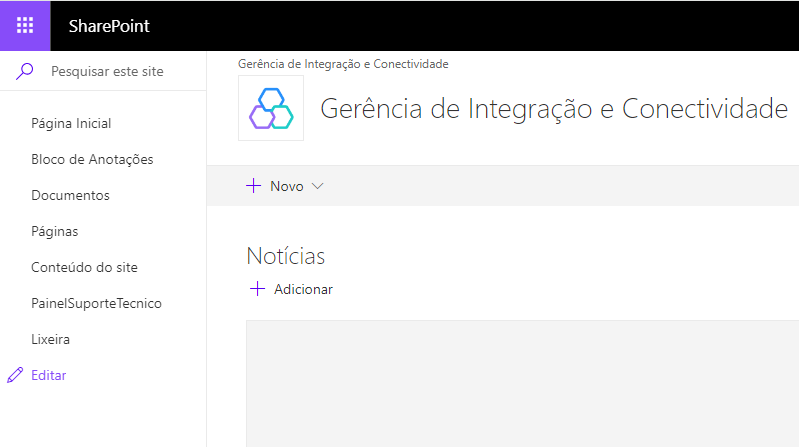 SharePoint
Pesquisar este site
Página Inicial
Bloco de Anotações
Documentos
Páginas
Conteúdo do site
PainelSuporteTecnico
Lixeira
Editar
Gerência de Integração e Conectividade
Gerência de Integração e Conectividade
Novo
Notícias
Adicionar